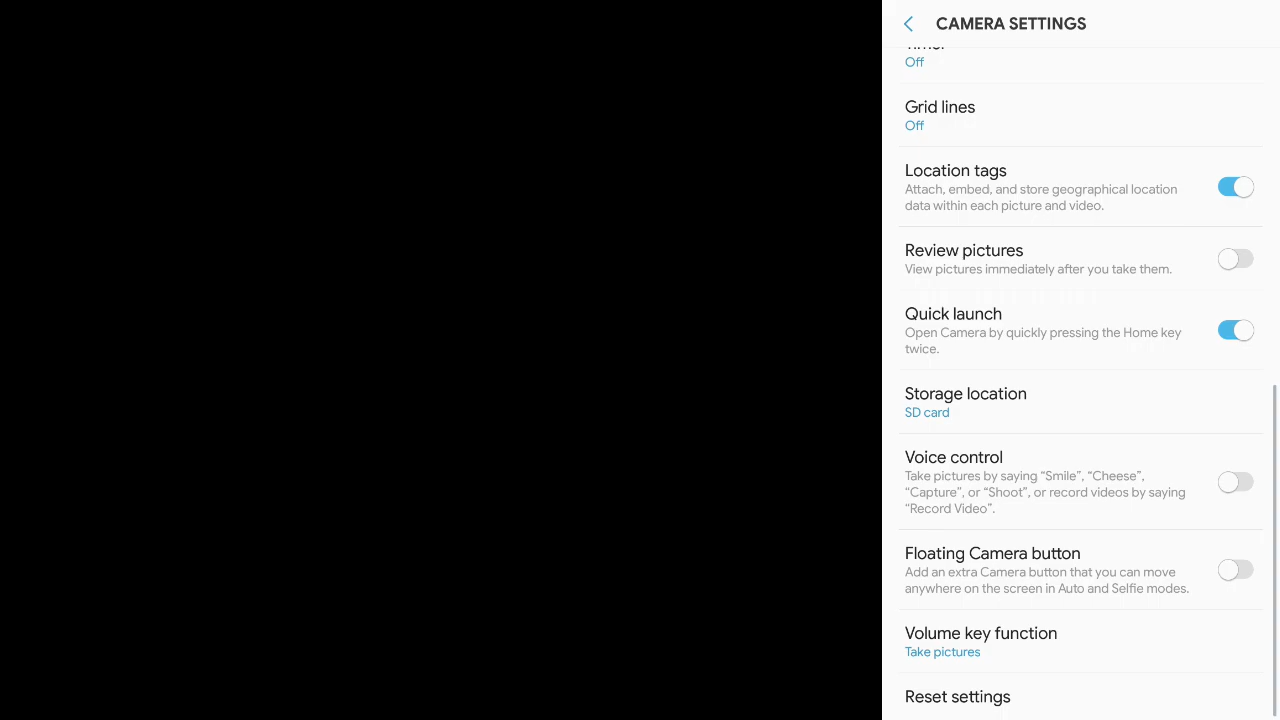 CAMERA SETTINGS
Off
Grid lines
Off
Location tags
Attach, embed, and store geographical location
data within each picture and video.
Review pictures
View pictures immediately after you take them.
Quick launch
Open Camera by quickly pressing the Home key
twice.
Storage location
SD card
Voice control
Take pictures by saying “Smile”, “Cheese”,
“Capture”, or “Shoot”, or record videos by saying
“Record Video”.
Floating Camera button
Add an extra Camera button that you can move
anywhere on the screen in Auto and Selfie modes.
Volume key function
Take pictures
Reset settings